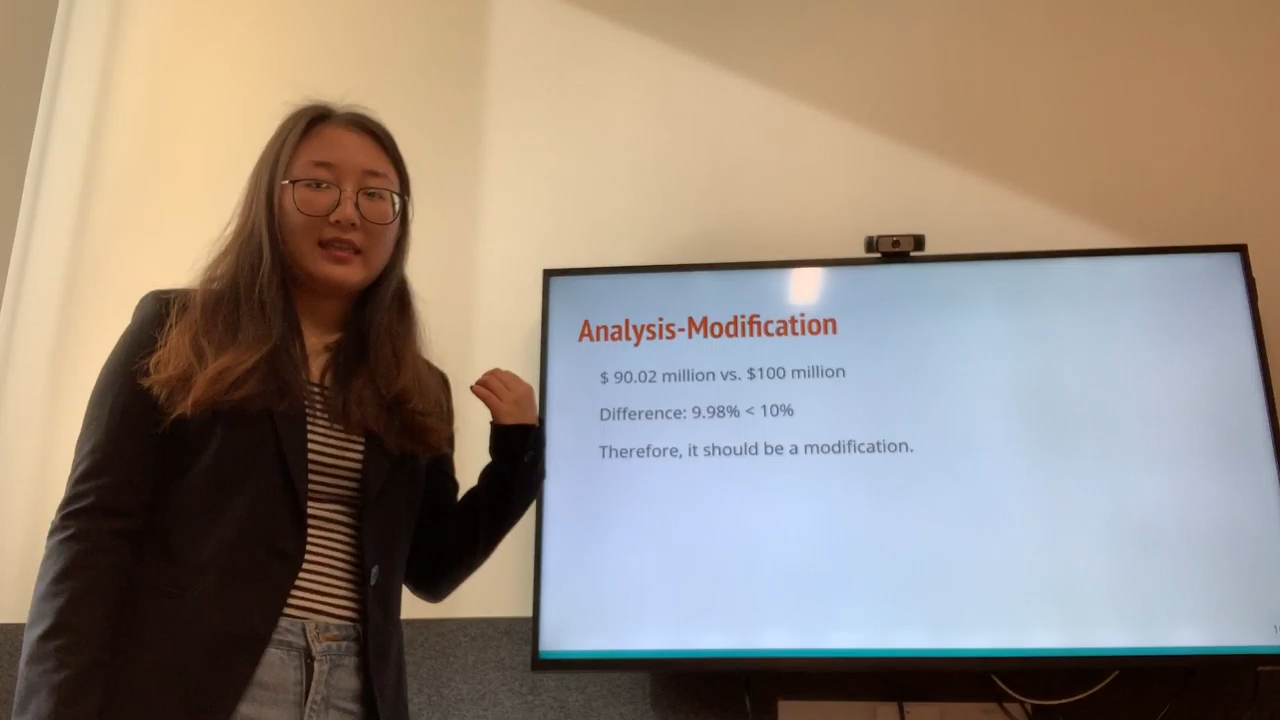 Analysis-Modification
$ 90.02 million vs. $100 million
Difference: 9.98% < 10%
Therefore, it should be a modification.